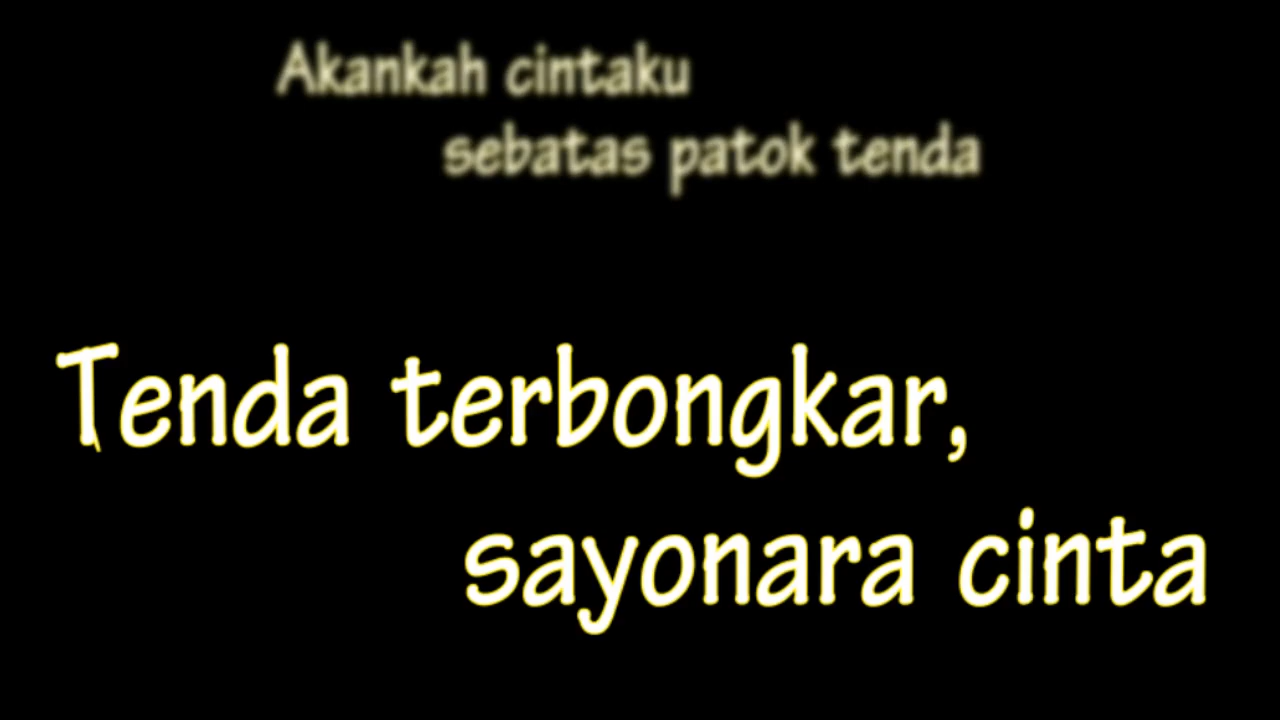 Akankah cintaku
sebatas patok tenda
Tenda terbongkar,
sayonara cinta